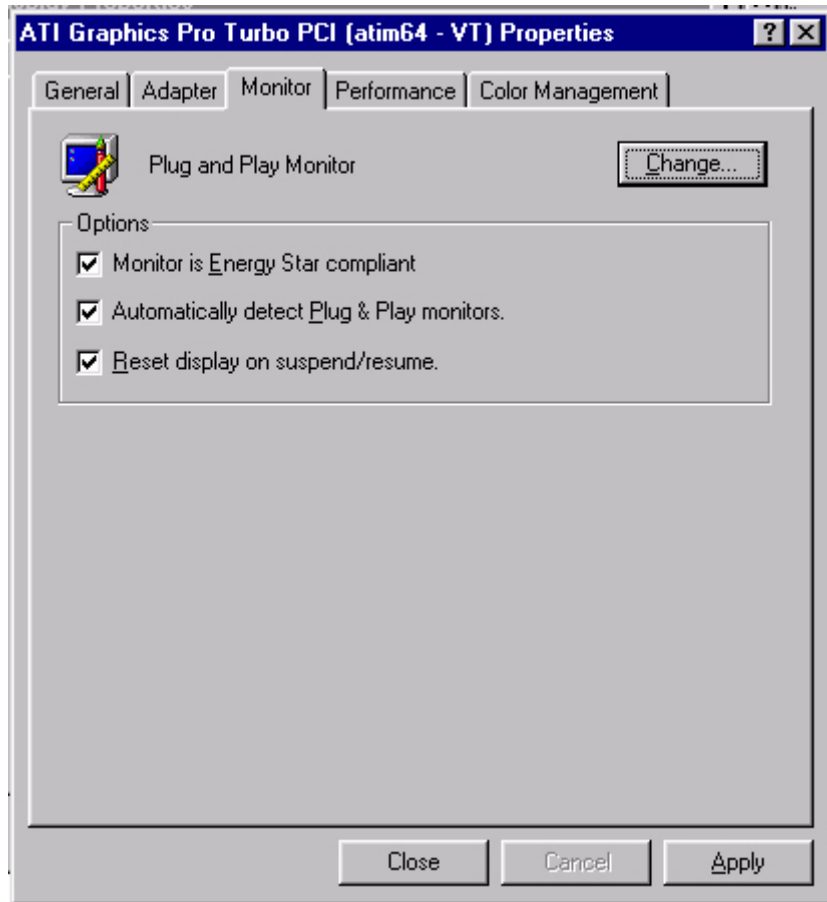 ATI Graphics Pro Turbo PCI (atim64 - VT) Properties
General Adapter Monitor Performance Color Management
Plug and Play Monitor Change...
Options
Monitor is Energy Star compliant
Automatically detect Plug & Play monitors.
Reset display on suspend/resume.
Close Cancel Apply